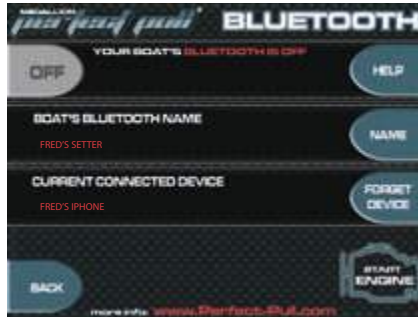 MEDALLION
perfect pull BLUETOOTH
YOUR BOAT'S BLUETOOTH IS OFF
OFF
HELP
BOAT'S BLUETOOTH NAME
FRED'S SETTER
NAME
CURRENT CONNECTED DEVICE
FRED'S IPHONE
FORGET
DEVICE
START
ENGINE
BACK
more info: www.Perfect-Pull.com